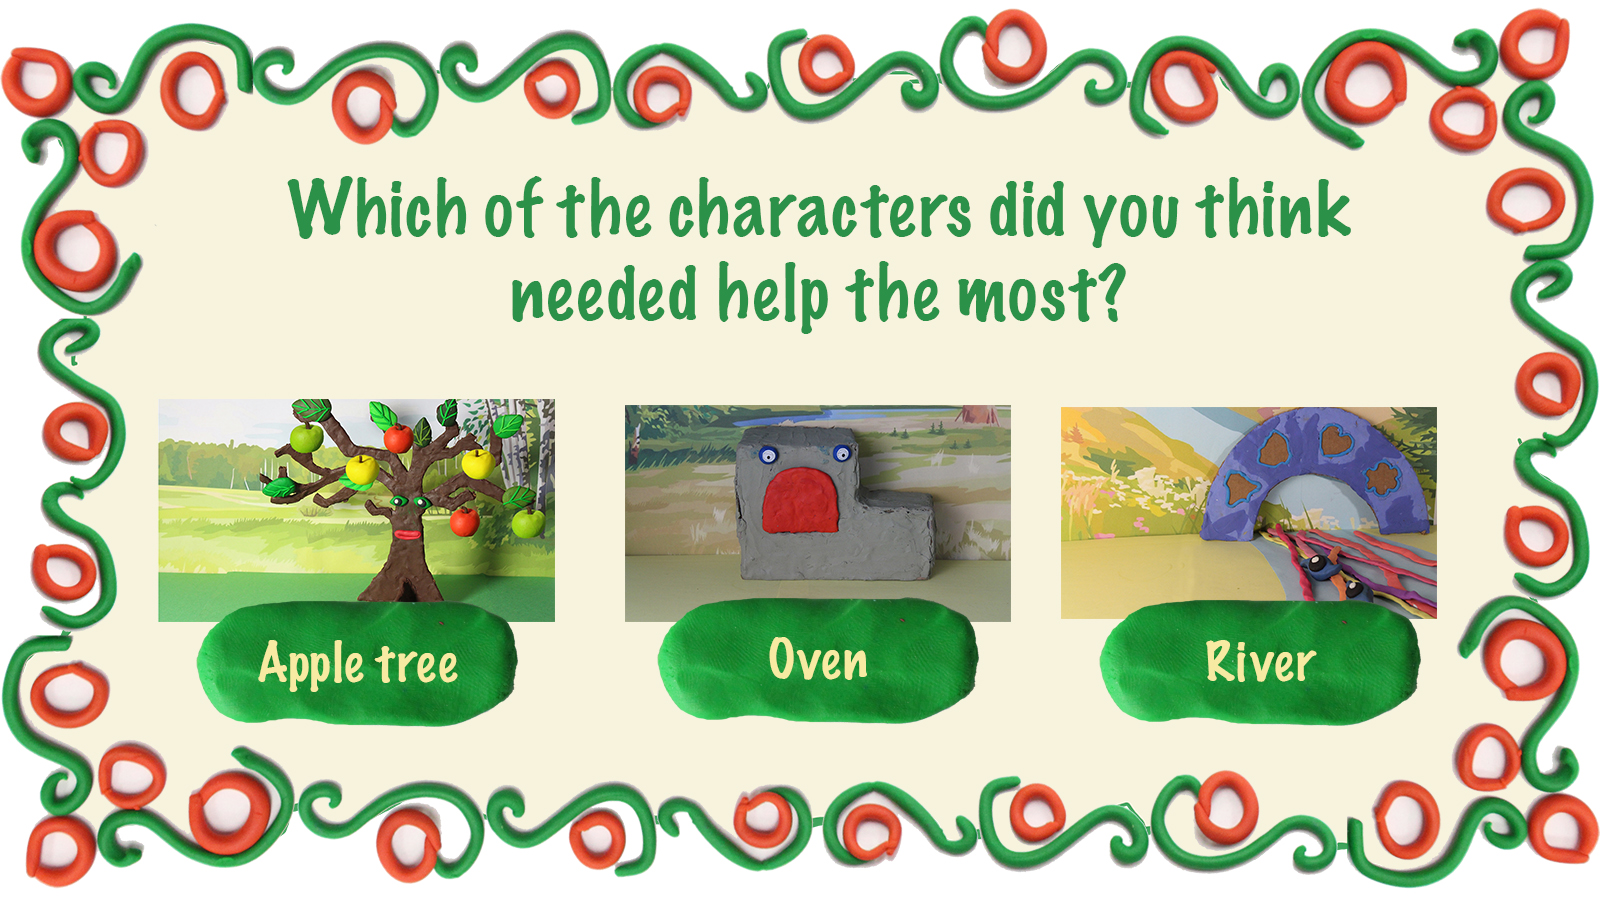 Which of the characters did you think
needed help the most?
Apple tree
Oven
River